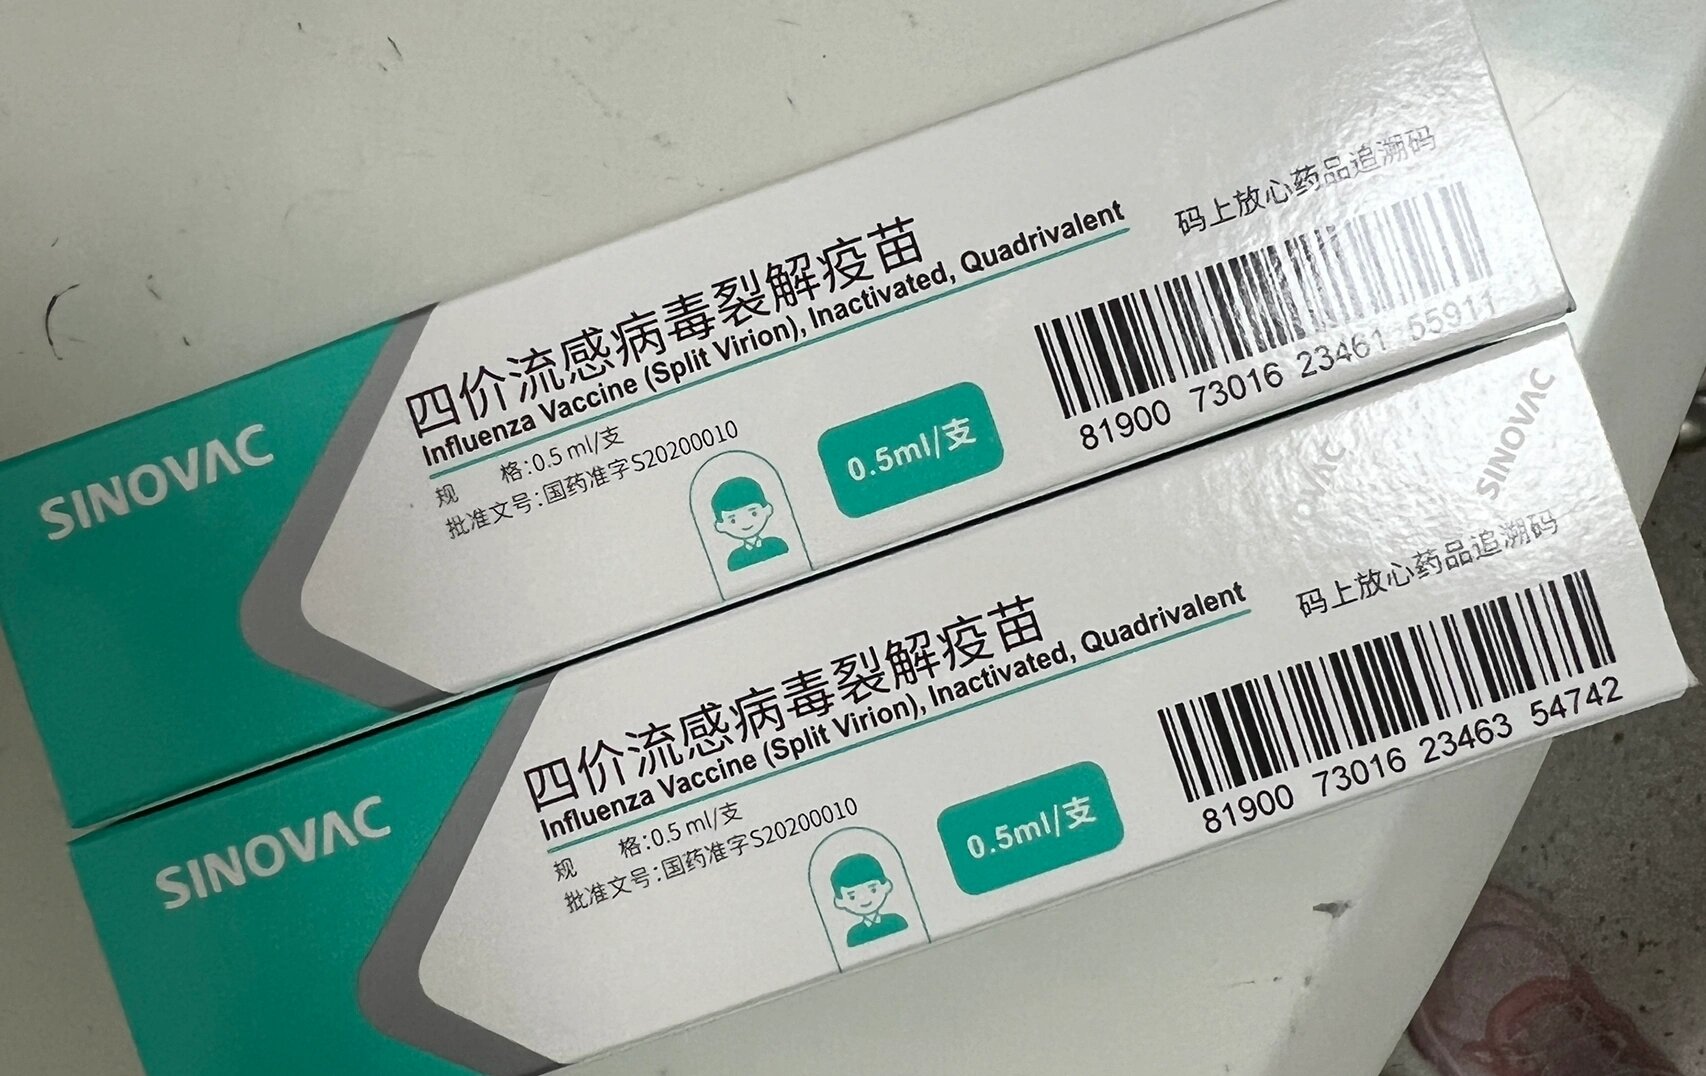 SINOVAC
四价流感病毒裂解疫苗
Influenza Vaccine (Split Virion), Inactivated, Quadrivalent
规 格:0.5 ml/支
批准文号:国药准字S20200010
0.5ml/支
码上放心药品追溯码
81900 73016 23461 55911
SINOVAC
四价流感病毒裂解疫苗
Influenza Vaccine (Split Virion), Inactivated, Quadrivalent
规 格:0.5 ml/支
批准文号:国药准字S20200010
0.5ml/支
SINOVAC
码上放心药品追溯码
81900 73016 23463 54742